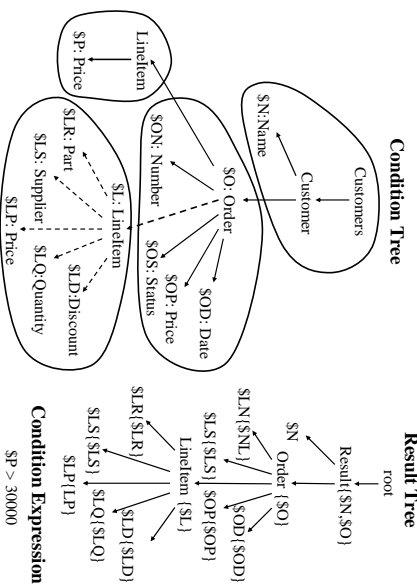 Condition Tree
Customers
Customer
$N:Name
$O: Order
$OD: Date
$OP: Price
$OS: Status
$ON: Number
LineItem
$P: Price
$L: LineItem
$LD:Discount
$LQ:Quantity
$LP: Price
$LS: Supplier
$LR: Part
Result Tree
root
Result{$N,$O}
$N
Order {$O}
$LN{$NL}
$LS{$LS}
$OP{$OP}
$OD{$OD}
LineItem {$L}
$LR{$LR}
$LS{$LS}
$LP{LP}
$LQ{$LQ}
$LD{$LD}
Condition Expression
$P > 30000